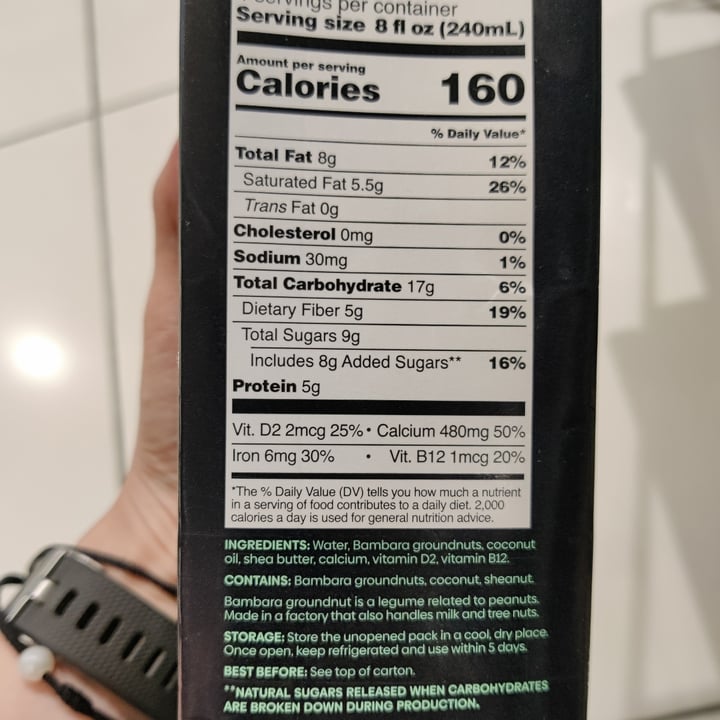 servings per container
Serving size 8 fl oz (240mL)
Amount per serving
Calories 160
% Daily Value*
Total Fat 8g 12%
Saturated Fat 5.5g 26%
Trans Fat 0g
Cholesterol 0mg 0%
Sodium 30mg 1%
Total Carbohydrate 17g 6%
Dietary Fiber 5g 19%
Total Sugars 9g
Includes 8g Added Sugars** 16%
Protein 5g
Vit. D2 2mcg 25% • Calcium 480mg 50%
Iron 6mg 30% • Vit. B12 1mcg 20%
*The % Daily Value (DV) tells you how much a nutrient
in a serving of food contributes to a daily diet. 2,000
calories a day is used for general nutrition advice.
INGREDIENTS: Water, Bambara groundnuts, coconut
oil, shea butter, calcium, vitamin D2, vitamin B12.
CONTAINS: Bambara groundnuts, coconut, sheanut.
Bambara groundnut is a legume related to peanuts.
Made in a factory that also handles milk and tree nuts.
STORAGE: Store the unopened pack in a cool, dry place.
Once open, keep refrigerated and use within 5 days.
BEST BEFORE: See top of carton.
**NATURAL SUGARS RELEASED WHEN CARBOHYDRATES
ARE BROKEN DOWN DURING PRODUCTION.